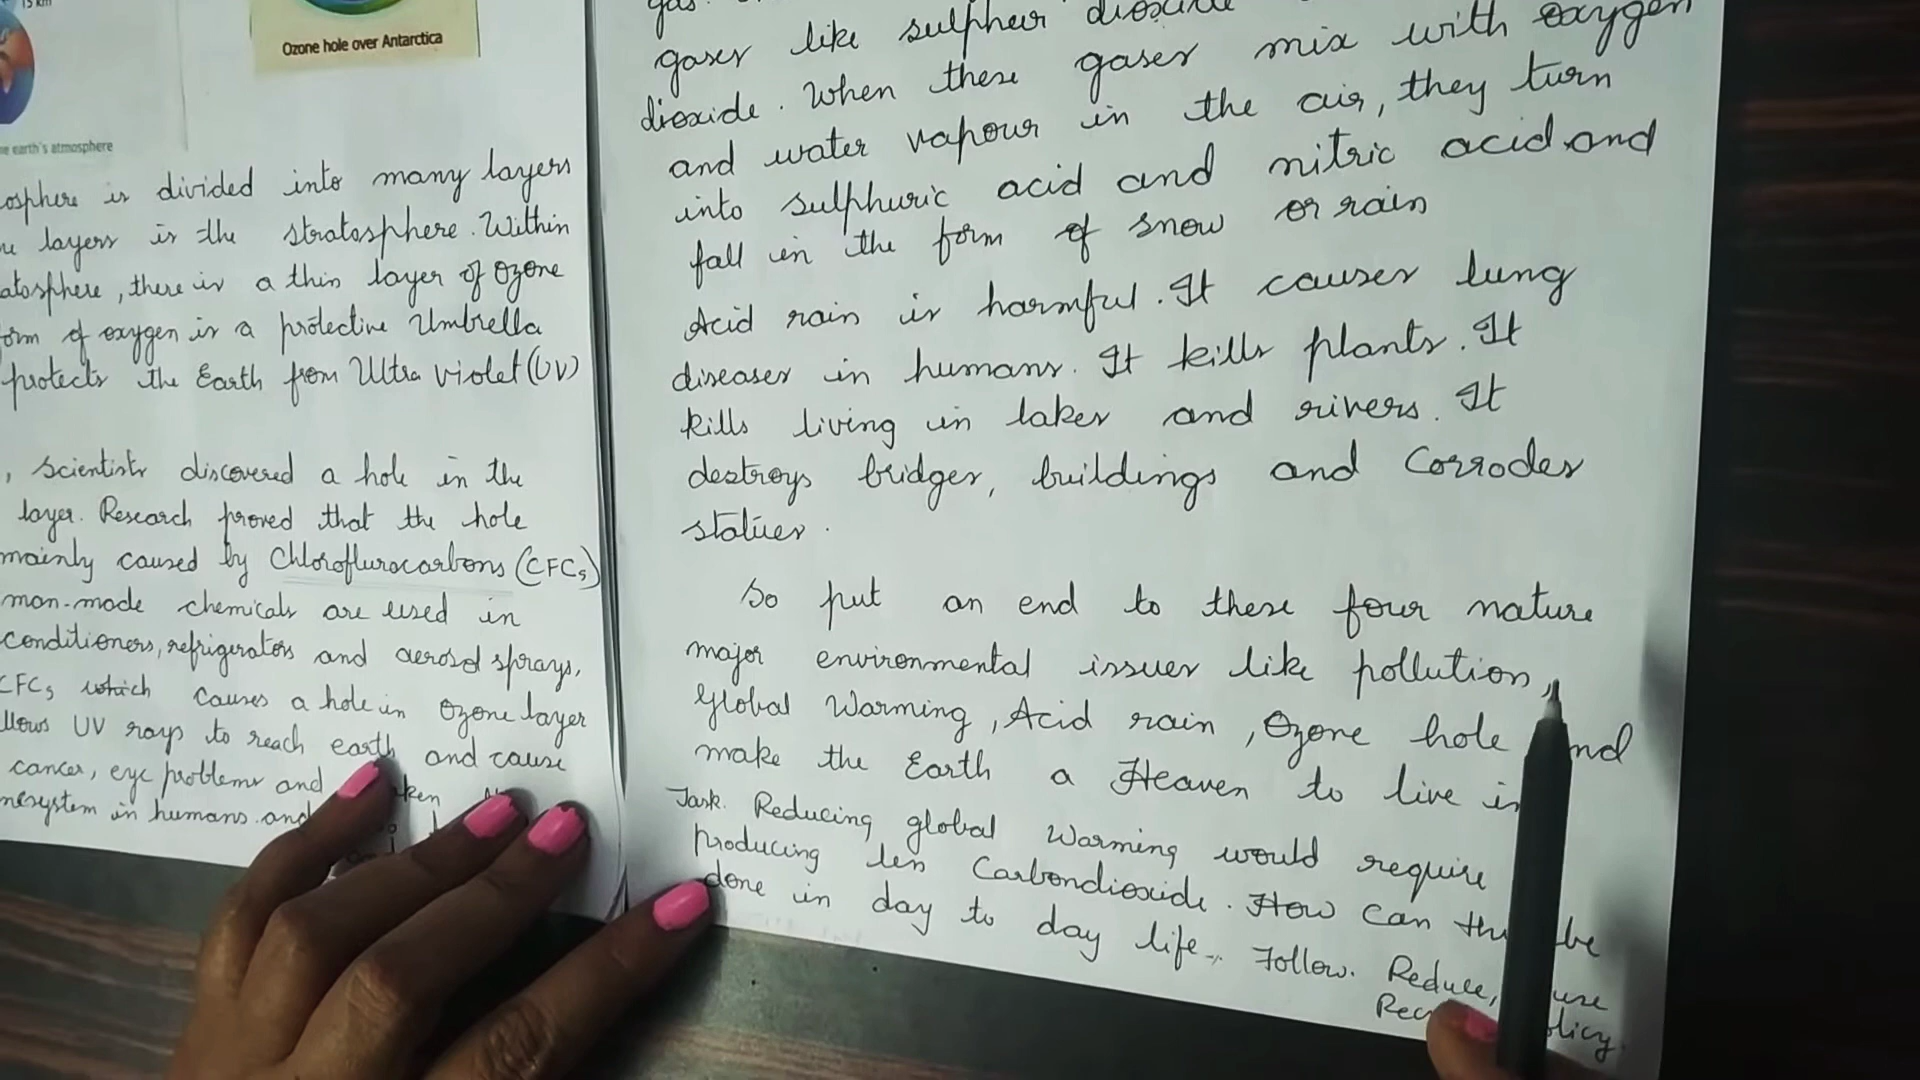 15 km
Ozone hole over Antarctica
e earth's atmosphere
osphere is divided into many layers
layers is the stratosphere. Within
atosphere, there is a thin layer of Ozone
orm of oxygen is a protective Umbrella
protects the Earth from Ultra violet (UV)
, scientists discovered a hole in the
layer. Research proved that the hole
mainly caused by Chloroflurocarbons (CFCs)
man-made chemicals are used in
conditioners, refrigerators and aerosol sprays.
CFCs which causes a hole in Ozone layer
llows UV rays to reach earth and cause
cancer, eye problems and
nesystem in humans. and
gas.
gases like sulpheur dioxide
dioxide. When these gases mix with oxygen
and water vapour in the air, they turn
into sulphuric acid and nitric acid and
fall in the form of snow or rain
Acid rain is harmful. It causes lung
diseases in humans. It kills plants. It
kills living in lakes and rivers. It
destroys bridges, buildings and Corrodes
statues.
So put an end to these four nature
major environmental issues like pollution,
Global Warming, Acid rain, Ozone hole nd
make the Earth a Heaven to live in
Task. Reducing global Warming would require
producing less Carbondioxide. How can be
done in day to day life. Follow. Reduce, use
Rec olicy.